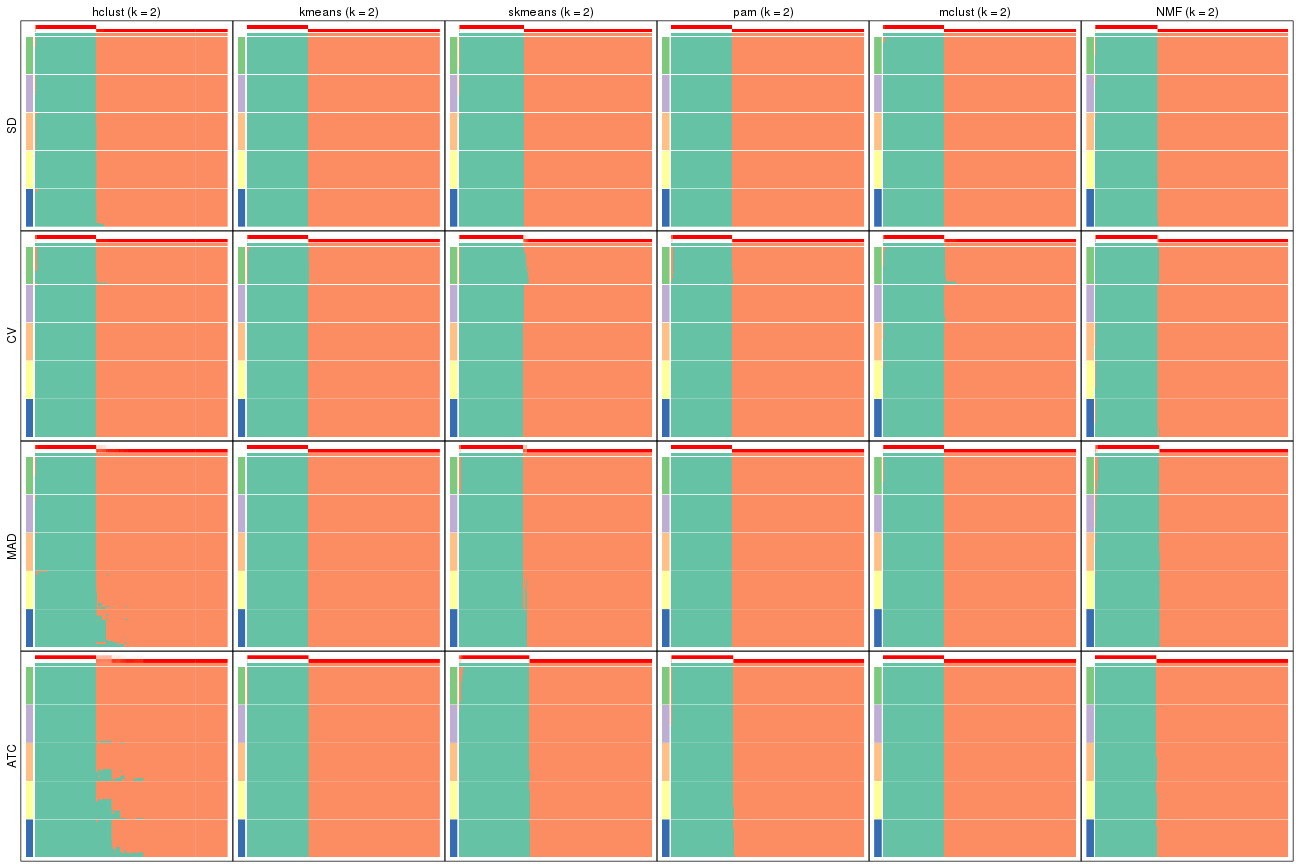 hclust (k = 2) kmeans (k = 2) skmeans (k = 2) pam (k = 2) mclust (k = 2) NMF (k = 2)
SD
CV
MAD
ATC